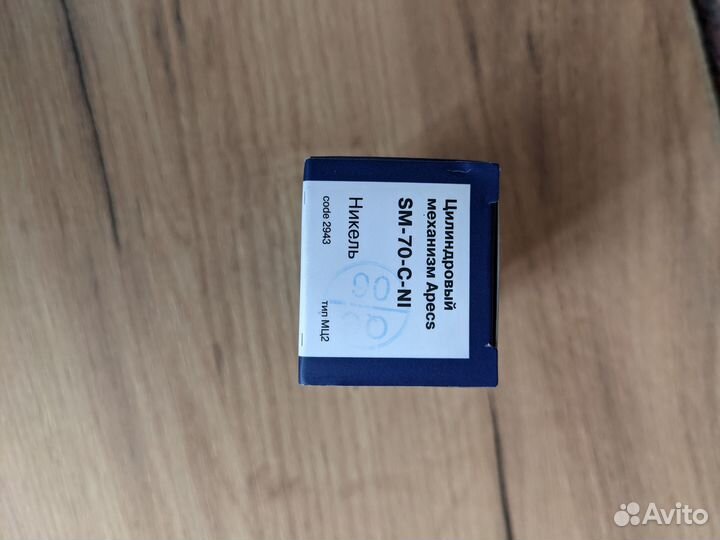 Цилиндровый
механизм Apecs
SM-70-C-NI
Никель
code 2943
тип МЦ2
Avito